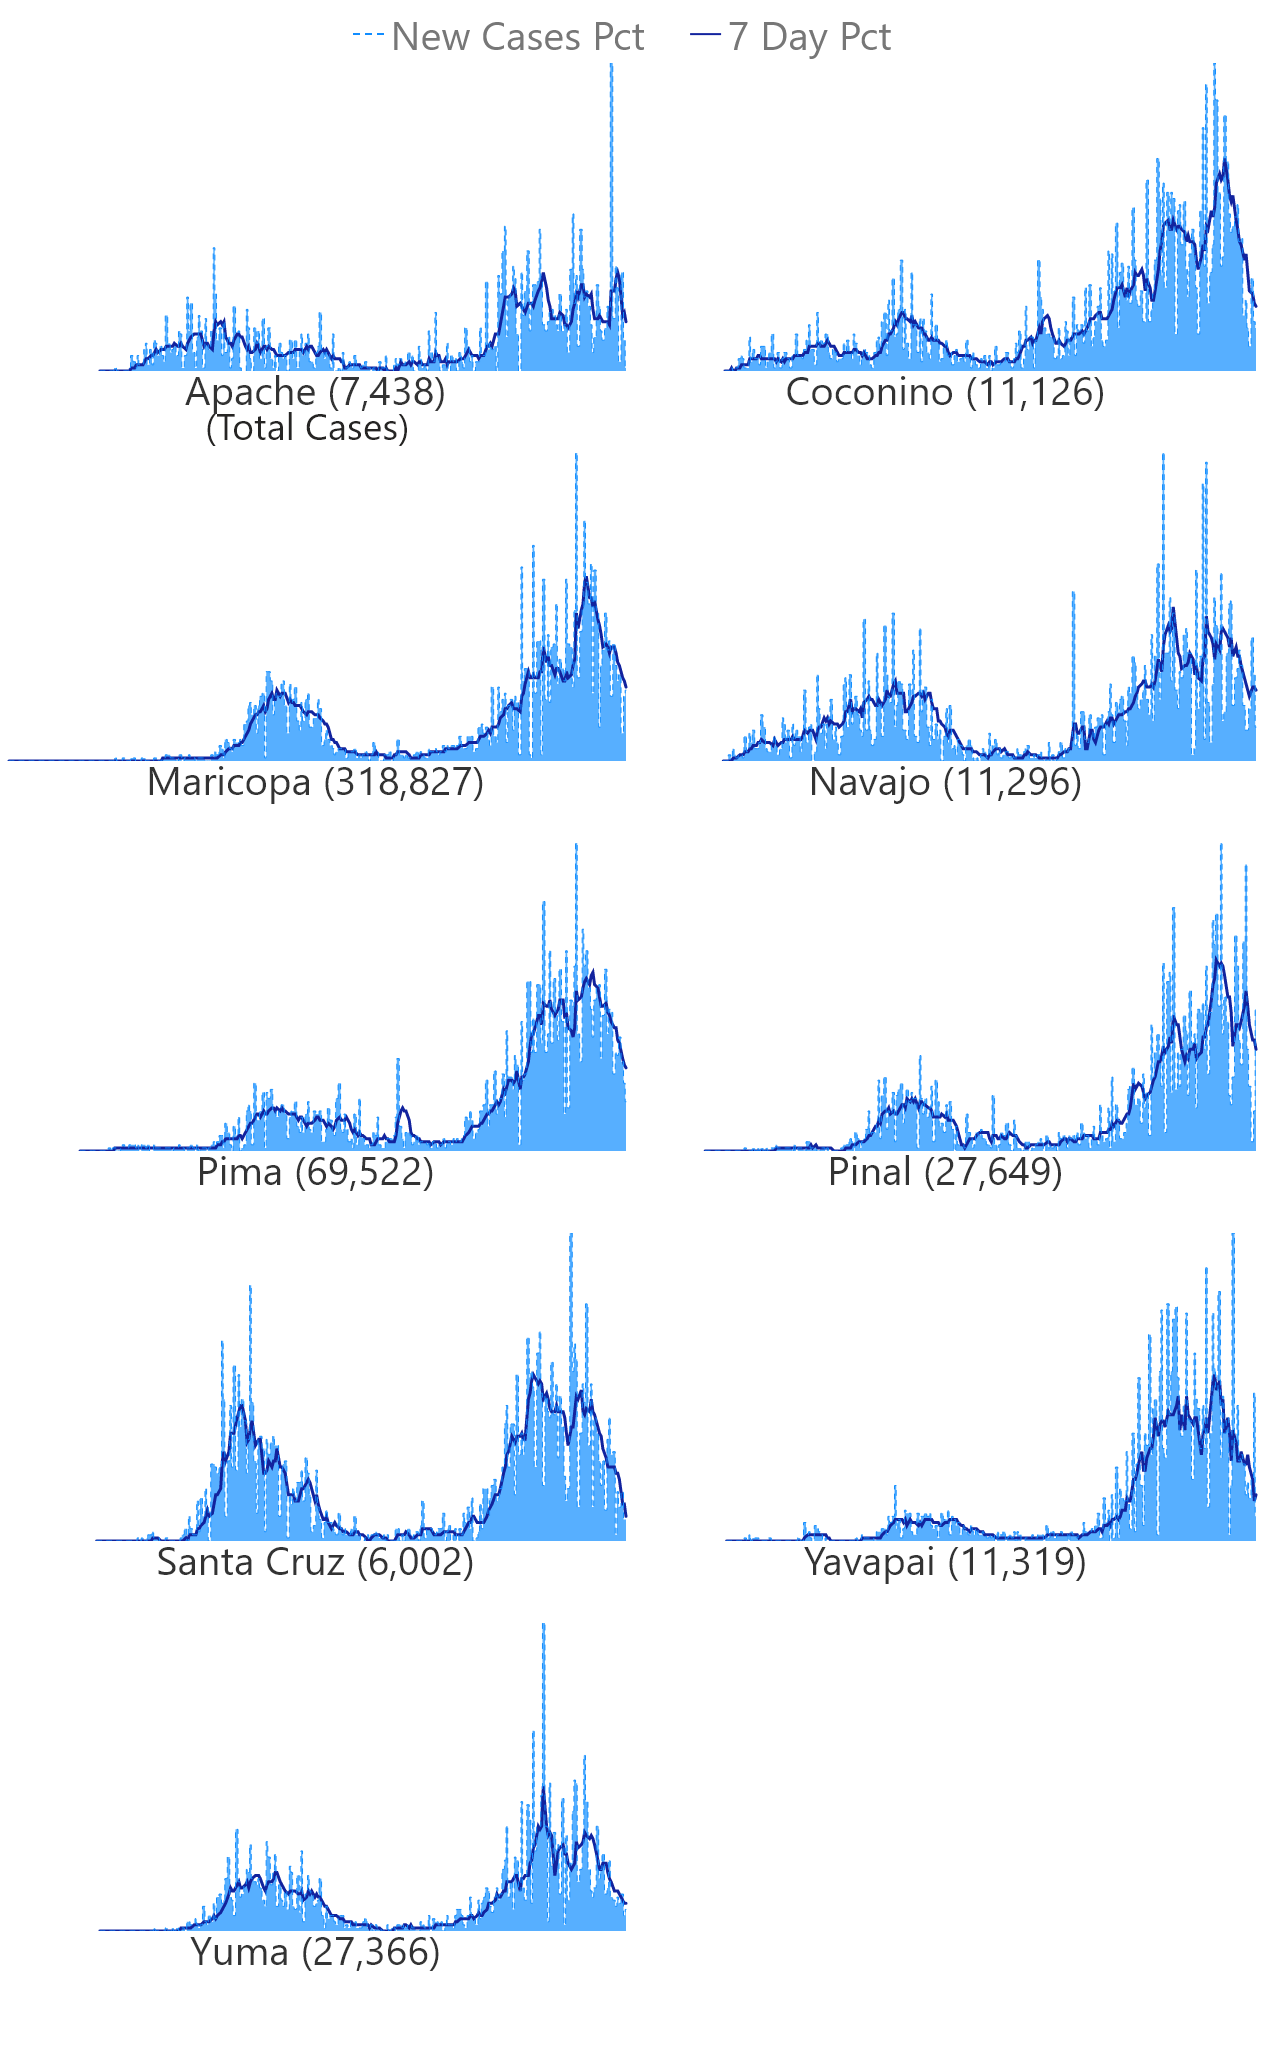 New Cases Pct 7 Day Pct
Apache (7,438) Coconino (11,126)
(Total Cases)
Maricopa (318,827) Navajo (11,296)
Pima (69,522) Pinal (27,649)
Santa Cruz (6,002) Yavapai (11,319)
Yuma (27,366)